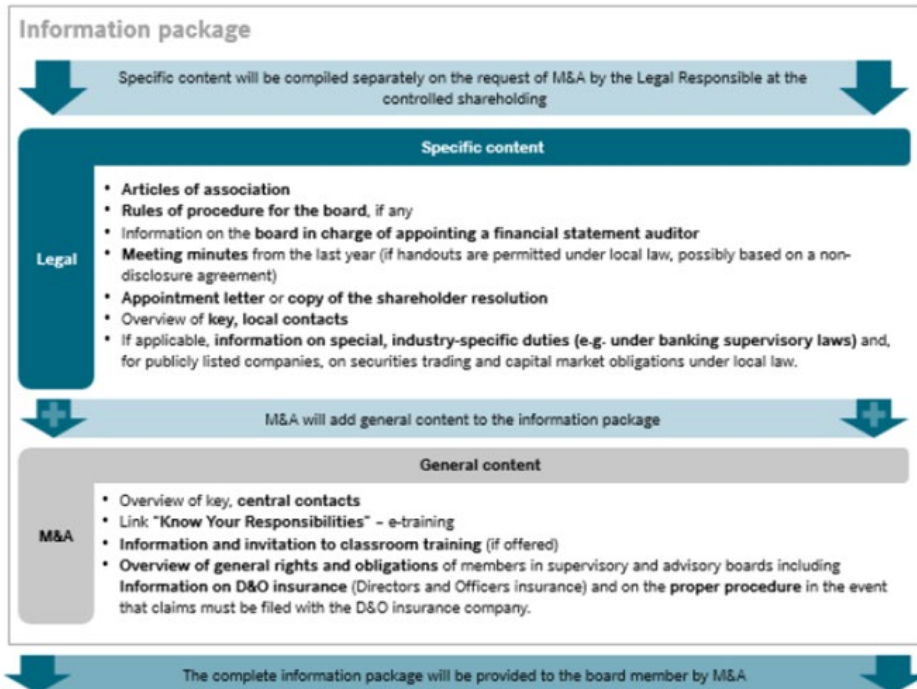 Information package
Specific content will be compiled separately on the request of M&A by the Legal Responsible at the
controlled shareholding
Specific content
Legal
• Articles of association
• Rules of procedure for the board, if any
• Information on the board in charge of appointing a financial statement auditor
• Meeting minutes from the last year (if handouts are permitted under local law, possibly based on a non-
disclosure agreement)
• Appointment letter or copy of the shareholder resolution
• Overview of key, local contacts
• If applicable, information on special, industry-specific duties (e.g. under banking supervisory laws) and,
for publicly listed companies, on securities trading and capital market obligations under local law.
M&A will add general content to the information package
General content
M&A
• Overview of key, central contacts
• Link "Know Your Responsibilities" – e-training
• Information and invitation to classroom training (if offered)
• Overview of general rights and obligations of members in supervisory and advisory boards including
Information on D&O insurance (Directors and Officers insurance) and on the proper procedure in the event
that claims must be filed with the D&O insurance company.
The complete information package will be provided to the board member by M&A